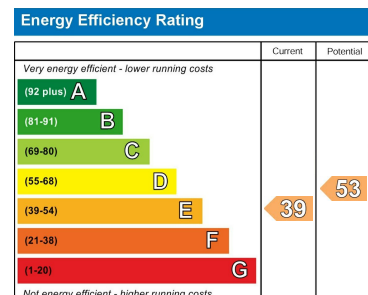 Energy Efficiency Rating
Current Potential
Very energy efficient - lower running costs
(92 plus) A
(81-91) B
(69-80) C
(55-68) D
53
(39-54) E
39
(21-38) F
(1-20) G
Not energy efficient - higher running costs